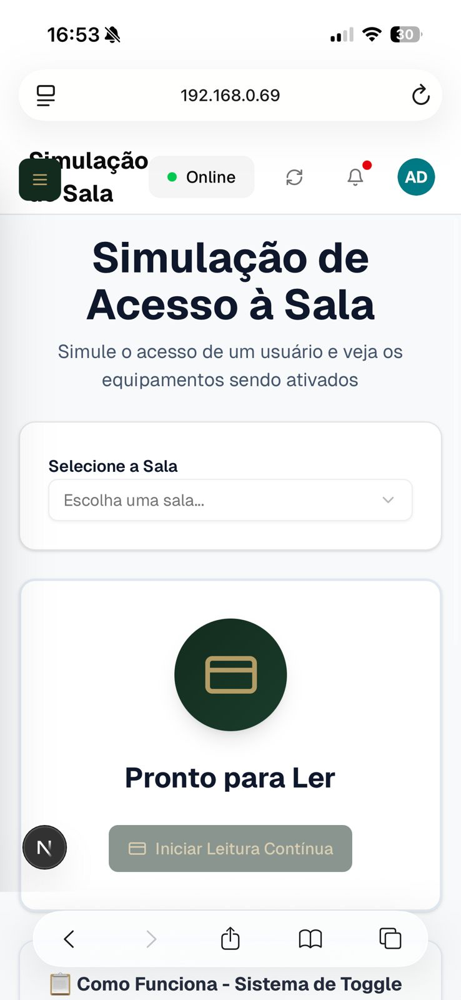 16:53
30
192.168.0.69
Simulação
de Sala
Online
AD
Simulação de
Acesso à Sala
Simule o acesso de um usuário e veja os
equipamentos sendo ativados
Selecione a Sala
Escolha uma sala...
Pronto para Ler
N
Iniciar Leitura Contínua
📋 Como Funciona - Sistema de Toggle